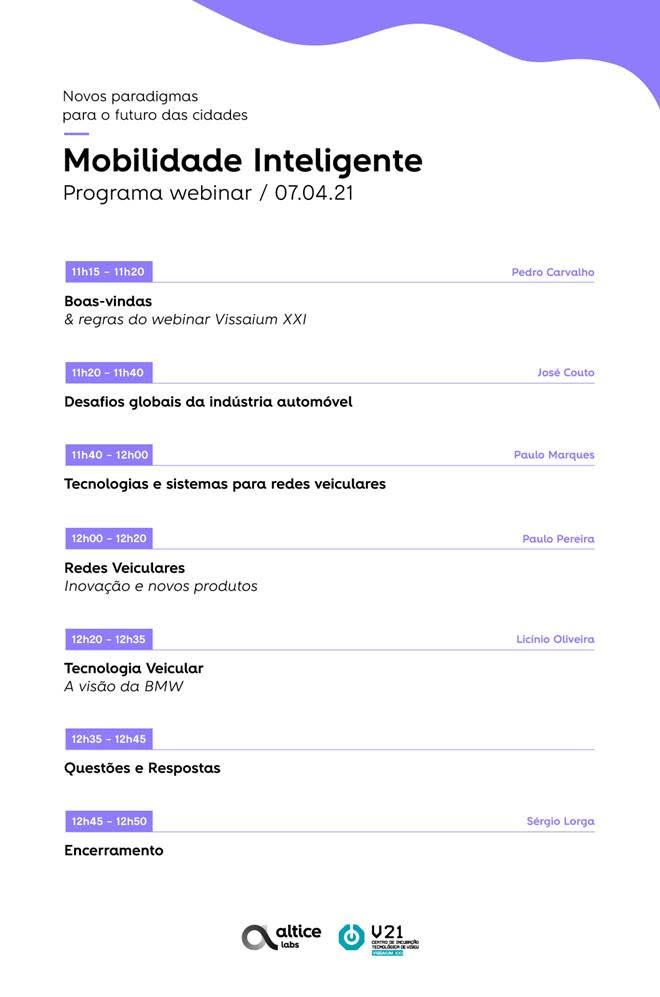 Novos paradigmas
para o futuro das cidades
Mobilidade Inteligente
Programa webinar / 07.04.21
11h15 – 11h20
Pedro Carvalho
Boas-vindas
& regras do webinar Vissaium XXI
11h20 – 11h40
José Couto
Desafios globais da indústria automóvel
11h40 – 12h00
Paulo Marques
Tecnologias e sistemas para redes veiculares
12h00 – 12h20
Paulo Pereira
Redes Veiculares
Inovação e novos produtos
12h20 – 12h35
Licínio Oliveira
Tecnologia Veicular
A visão da BMW
12h35 – 12h45
Questões e Respostas
12h45 – 12h50
Sérgio Lorga
Encerramento
altice
labs
V21
CENTRO DE INCUBAÇÃO
TECNOLÓGICA DE VISEU
VISSAIUM XXI